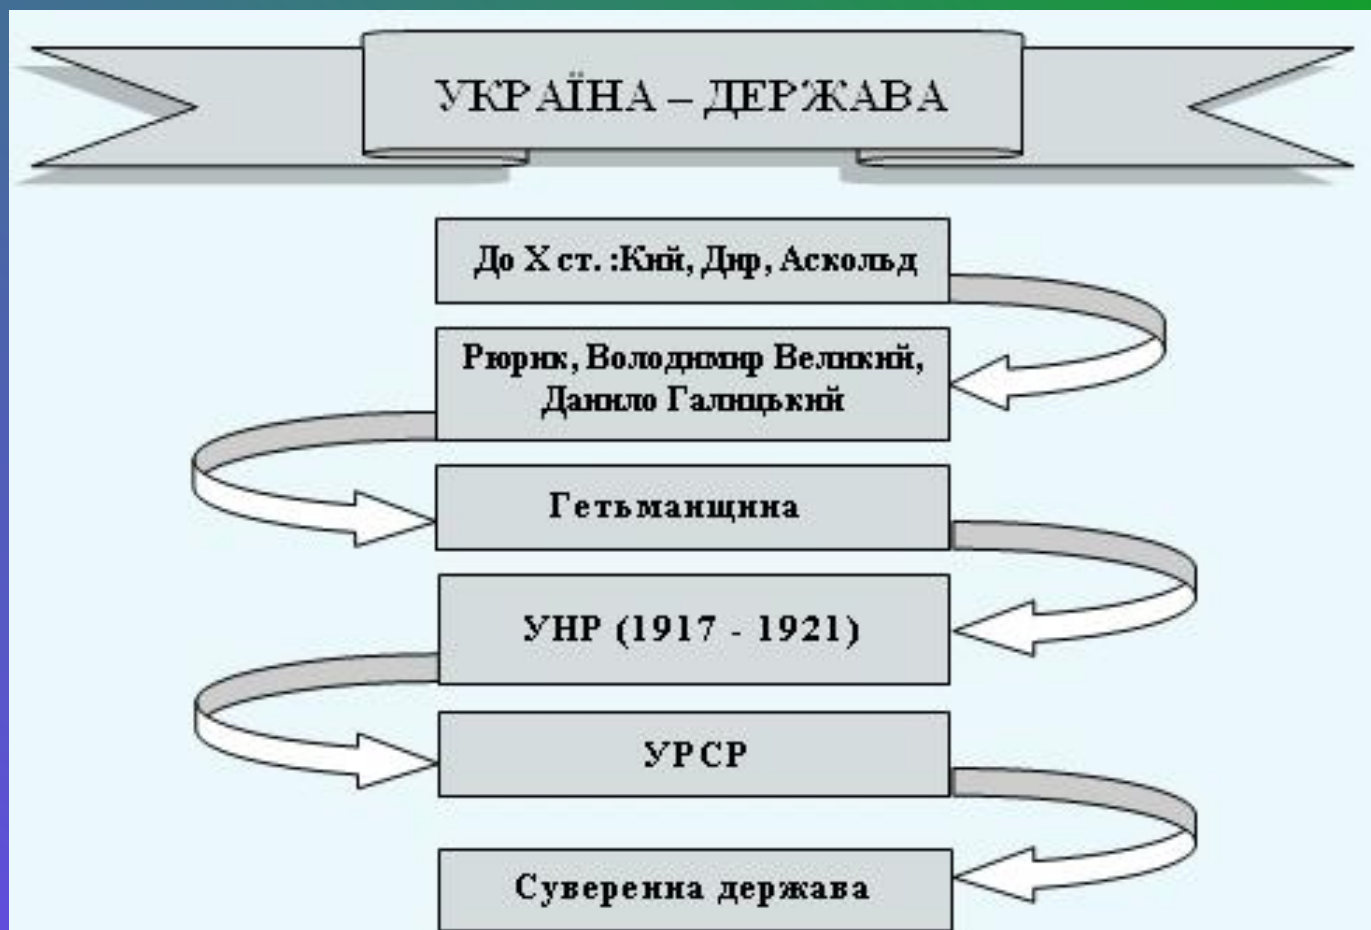 УКРАЇНА – ДЕРЖАВА
До X ст. :Кий, Дир, Аскольд
Рюрик, Володимир Великий,
Данило Галицький
Гетьманщина
УНР (1917 - 1921)
УРСР
Суверенна держава